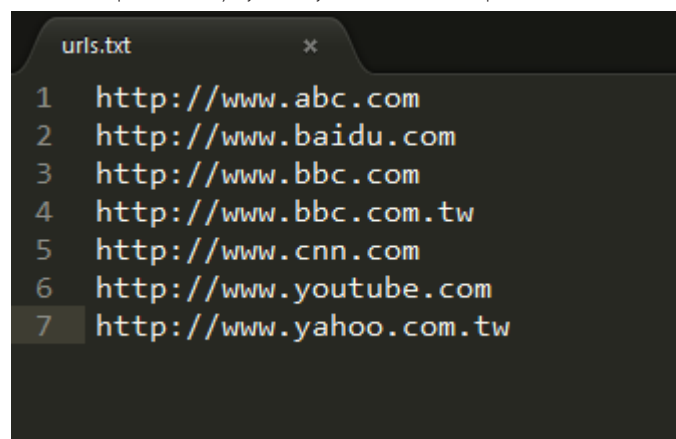 urls.txt ×
1 http://www.abc.com
2 http://www.baidu.com
3 http://www.bbc.com
4 http://www.bbc.com.tw
5 http://www.cnn.com
6 http://www.youtube.com
7 http://www.yahoo.com.tw